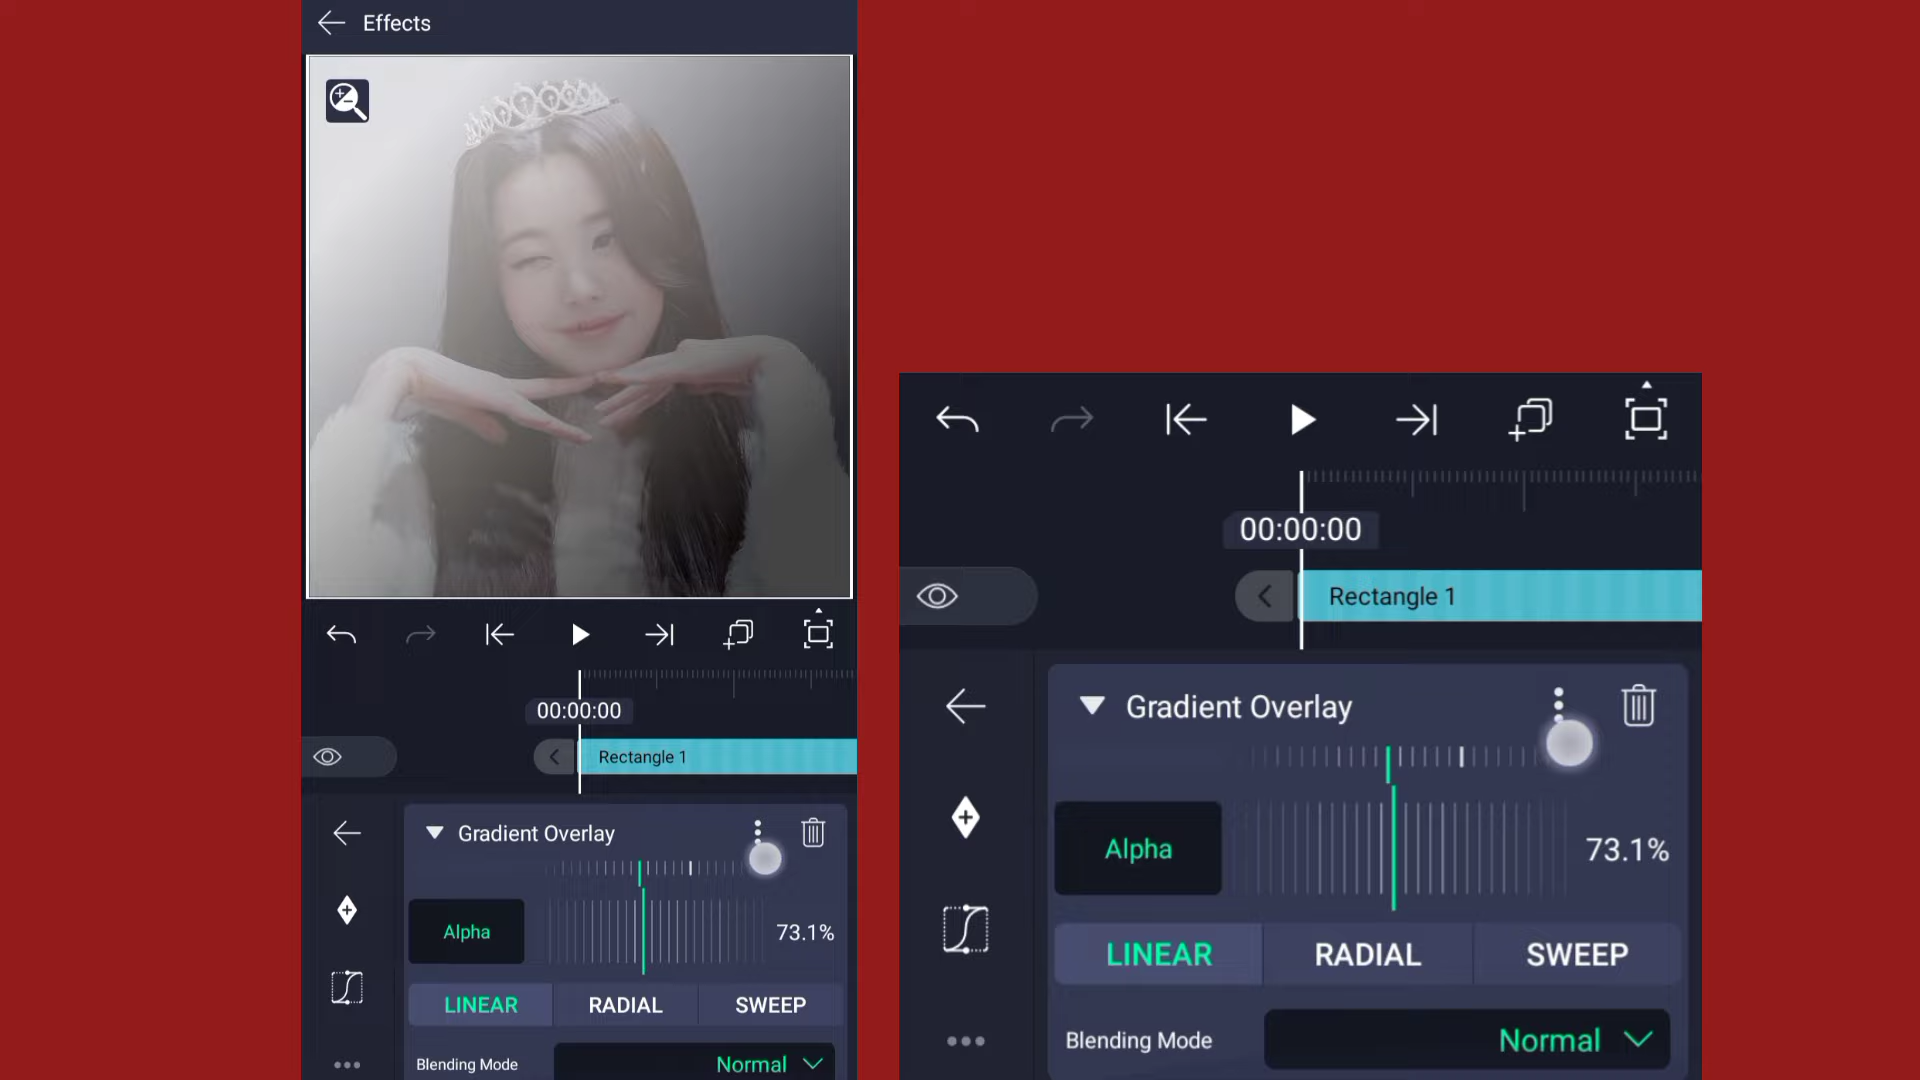 Effects
00:00:00
Rectangle 1
Gradient Overlay
Alpha
73.1%
LINEAR RADIAL SWEEP
Blending Mode
Normal
00:00:00
Rectangle 1
Gradient Overlay
Alpha
73.1%
LINEAR RADIAL SWEEP
Blending Mode
Normal